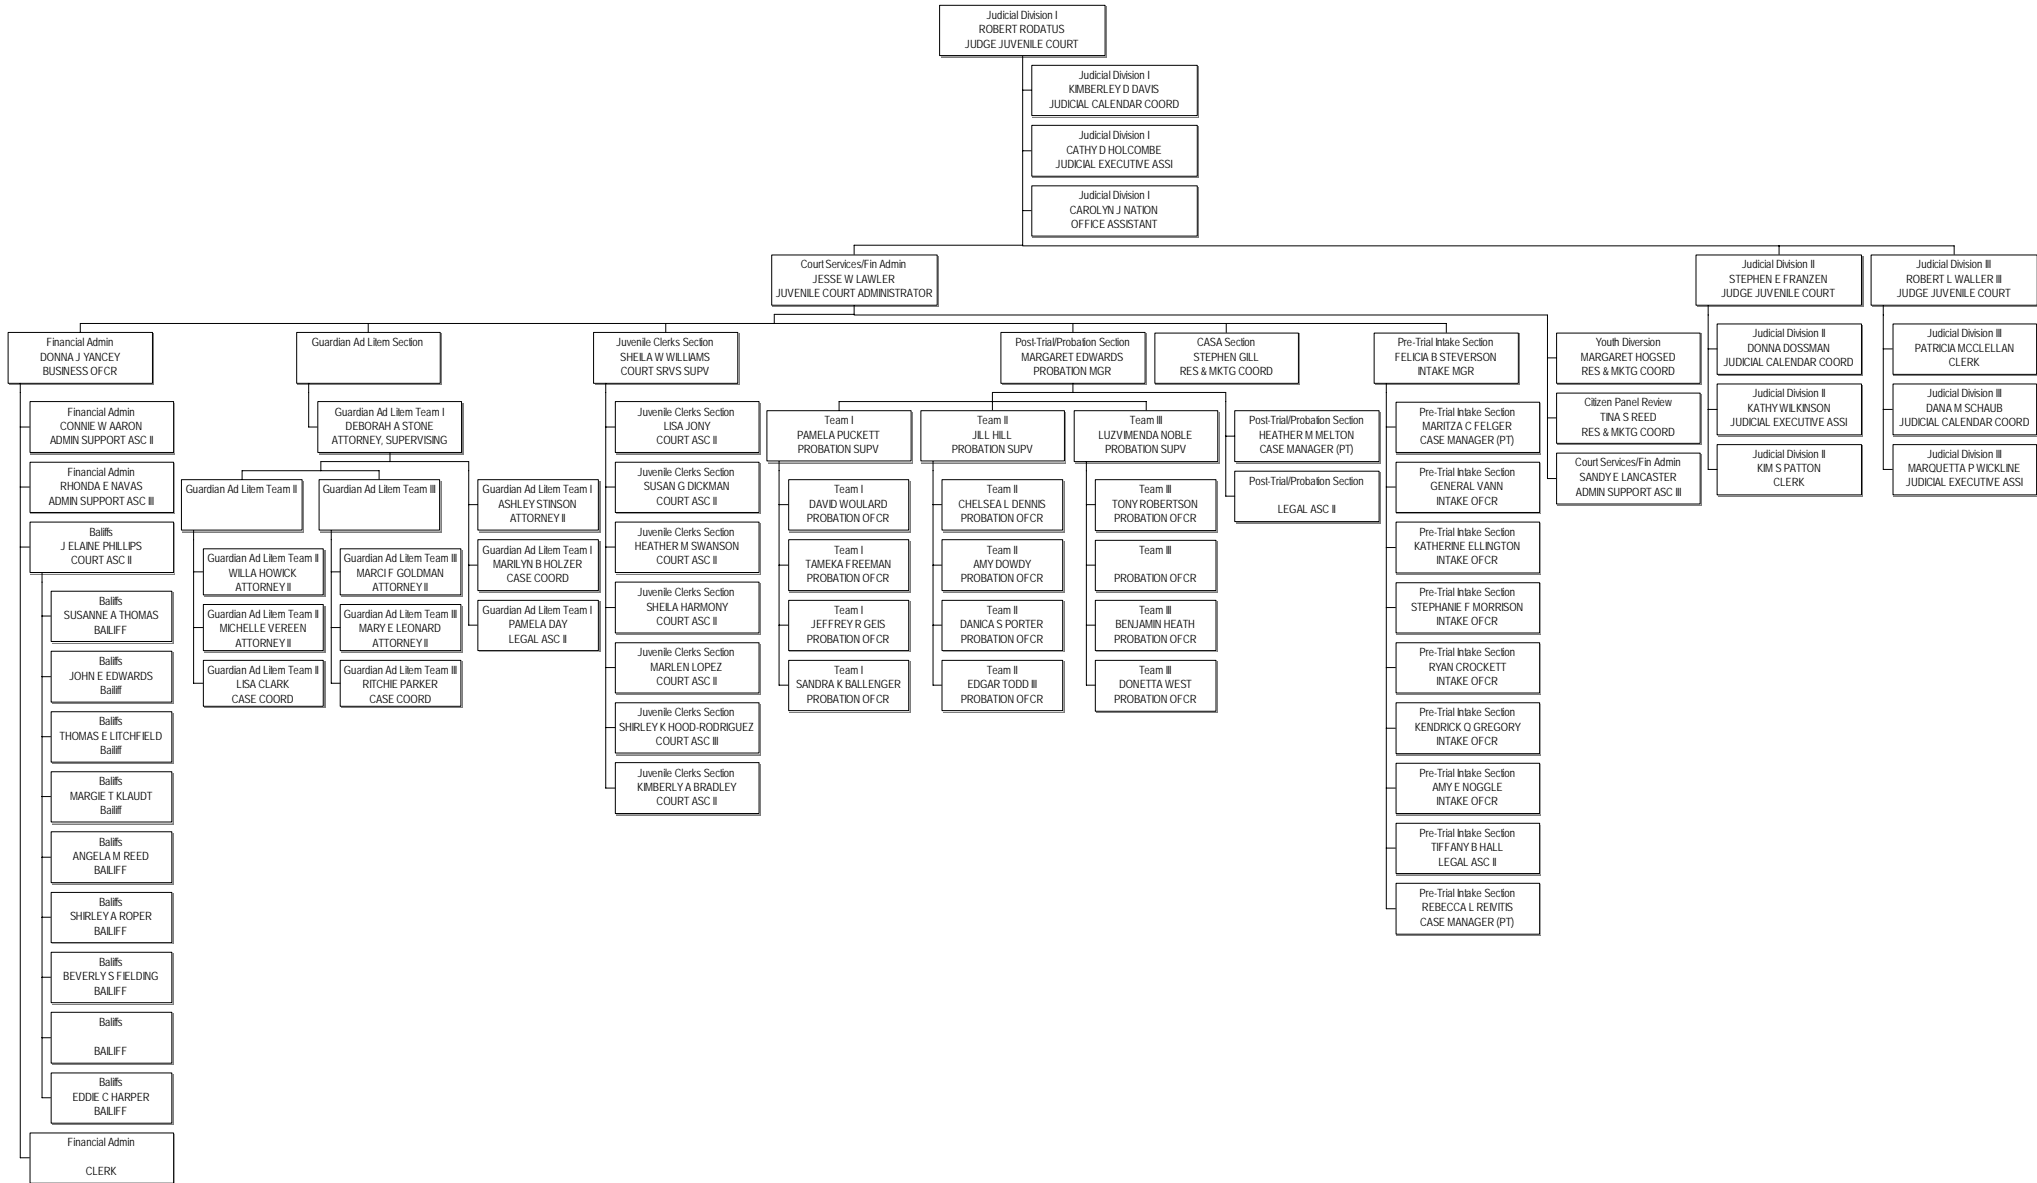 Judicial Division I
ROBERT RODATUS
JUDGE JUVENILE COURT
Judicial Division I
KIMBERLEY D DAVIS
JUDICIAL CALENDAR COORD
Judicial Division I
CATHY D HOLCOMBE
JUDICIAL EXECUTIVE ASSI
Judicial Division I
CAROLYN J NATION
OFFICE ASSISTANT
Court Services/Fin Admin
JESSE W LAWLER
JUVENILE COURT ADMINISTRATOR
Judicial Division II
STEPHEN E FRANZEN
JUDGE JUVENILE COURT
Judicial Division III
ROBERT L WALLER III
JUDGE JUVENILE COURT
Financial Admin
DONNA J YANCEY
BUSINESS OFCR
Financial Admin
CONNIE W AARON
ADMIN SUPPORT ASC II
Financial Admin
RHONDA E NAVAS
ADMIN SUPPORT ASC III
Baliffs
J ELAINE PHILLIPS
COURT ASC II
Baliffs
SUSANNE A THOMAS
BAILIFF
Baliffs
JOHN E EDWARDS
Bailiff
Baliffs
THOMAS E LITCHFIELD
Bailiff
Baliffs
MARGIE T KLAUDT
Bailiff
Baliffs
ANGELA M REED
BAILIFF
Baliffs
SHIRLEY A ROPER
BAILIFF
Baliffs
BEVERLY S FIELDING
BAILIFF
Baliffs
BAILIFF
Baliffs
EDDIE C HARPER
BAILIFF
Financial Admin
CLERK
Guardian Ad Litem Section
Guardian Ad Litem Team I
DEBORAH A STONE
ATTORNEY, SUPERVISING
Guardian Ad Litem Team II
Guardian Ad Litem Team II
WILLA HOWICK
ATTORNEY II
Guardian Ad Litem Team II
MICHELLE VEREEN
ATTORNEY II
Guardian Ad Litem Team II
LISA CLARK
CASE COORD
Guardian Ad Litem Team III
Guardian Ad Litem Team III
MARCI F GOLDMAN
ATTORNEY II
Guardian Ad Litem Team III
MARY E LEONARD
ATTORNEY II
Guardian Ad Litem Team III
RITCHIE PARKER
CASE COORD
Guardian Ad Litem Team I
ASHLEY STINSON
ATTORNEY II
Guardian Ad Litem Team I
MARILYN B HOLZER
CASE COORD
Guardian Ad Litem Team I
PAMELA DAY
LEGAL ASC II
Juvenile Clerks Section
SHEILA W WILLIAMS
COURT SRVS SUPV
Juvenile Clerks Section
LISA JONY
COURT ASC II
Juvenile Clerks Section
SUSAN G DICKMAN
COURT ASC II
Juvenile Clerks Section
HEATHER M SWANSON
COURT ASC II
Juvenile Clerks Section
SHEILA HARMONY
COURT ASC II
Juvenile Clerks Section
MARLEN LOPEZ
COURT ASC II
Juvenile Clerks Section
SHIRLEY K HOOD-RODRIGUEZ
COURT ASC III
Juvenile Clerks Section
KIMBERLY A BRADLEY
COURT ASC II
Post-Trial/Probation Section
MARGARET EDWARDS
PROBATION MGR
Team I
PAMELA PUCKETT
PROBATION SUPV
Team I
DAVID WOULARD
PROBATION OFCR
Team I
TAMEKA FREEMAN
PROBATION OFCR
Team I
JEFFREY R GEIS
PROBATION OFCR
Team I
SANDRA K BALLENGER
PROBATION OFCR
Team II
JILL HILL
PROBATION SUPV
Team II
CHELSEA L DENNIS
PROBATION OFCR
Team II
AMY DOWDY
PROBATION OFCR
Team II
DANICA S PORTER
PROBATION OFCR
Team II
EDGAR TODD III
PROBATION OFCR
Team III
LUZVIMENDA NOBLE
PROBATION SUPV
Team III
TONY ROBERTSON
PROBATION OFCR
Team III
PROBATION OFCR
Team III
BENJAMIN HEATH
PROBATION OFCR
Team III
DONETTA WEST
PROBATION OFCR
Post-Trial/Probation Section
HEATHER M MELTON
CASE MANAGER (PT)
Post-Trial/Probation Section
LEGAL ASC II
CASA Section
STEPHEN GILL
RES & MKTG COORD
Pre-Trial Intake Section
FELICIA B STEVERSON
INTAKE MGR
Pre-Trial Intake Section
MARITZA C FELGER
CASE MANAGER (PT)
Pre-Trial Intake Section
GENERAL VANN
INTAKE OFCR
Pre-Trial Intake Section
KATHERINE ELLINGTON
INTAKE OFCR
Pre-Trial Intake Section
STEPHANIE F MORRISON
INTAKE OFCR
Pre-Trial Intake Section
RYAN CROCKETT
INTAKE OFCR
Pre-Trial Intake Section
KENDRICK Q GREGORY
INTAKE OFCR
Pre-Trial Intake Section
AMY E NOGGLE
INTAKE OFCR
Pre-Trial Intake Section
TIFFANY B HALL
LEGAL ASC II
Pre-Trial Intake Section
REBECCA L REIVITIS
CASE MANAGER (PT)
Youth Diversion
MARGARET HOGSED
RES & MKTG COORD
Citizen Panel Review
TINA S REED
RES & MKTG COORD
Court Services/Fin Admin
SANDY E LANCASTER
ADMIN SUPPORT ASC III
Judicial Division II
DONNA DOSSMAN
JUDICIAL CALENDAR COORD
Judicial Division II
KATHY WILKINSON
JUDICIAL EXECUTIVE ASSI
Judicial Division II
KIM S PATTON
CLERK
Judicial Division III
PATRICIA MCCLELLAN
CLERK
Judicial Division III
DANA M SCHAUB
JUDICIAL CALENDAR COORD
Judicial Division III
MARQUETTA P WICKLINE
JUDICIAL EXECUTIVE ASSI